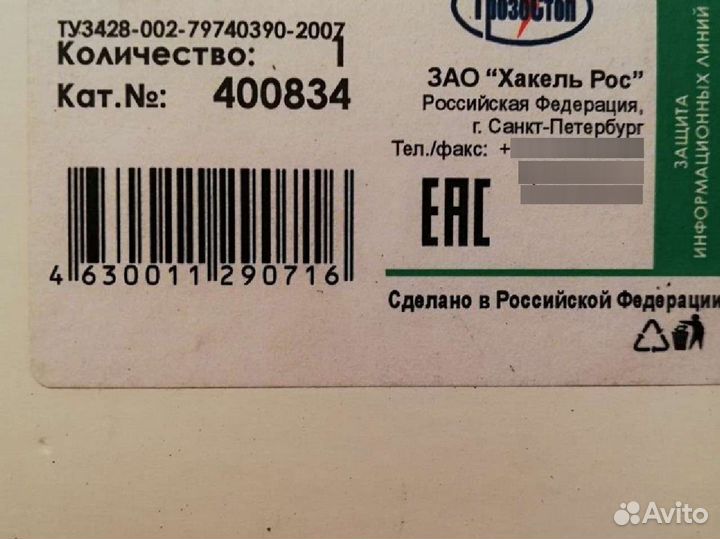 ТУ3428-002-79740390-2007
Количество: 1
Кат.№: 400834
4 630011 290716
ГрозоСтоп
ЗАО "Хакель Рос"
Российская Федерация,
г. Санкт-Петербург
Тел./факс: +
EAC
Сделано в Российской Федерации
ЗАЩИТА
ИНФОРМАЦИОННЫХ ЛИНИЙ
Avito